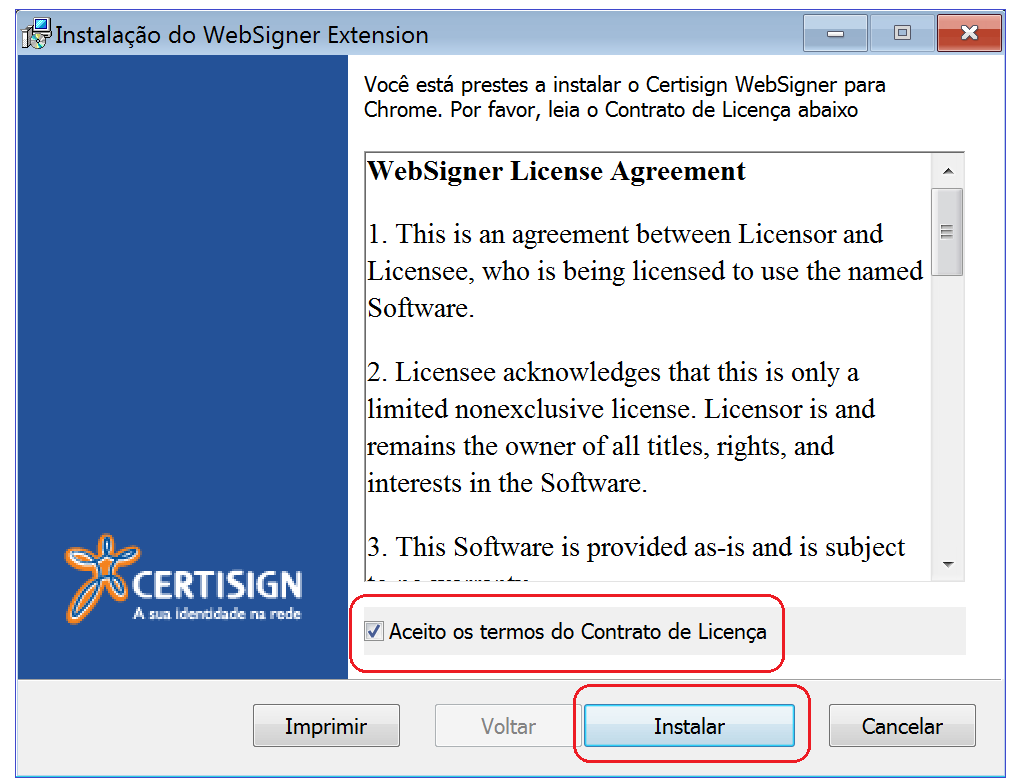 Instalação do WebSigner Extension
Você está prestes a instalar o Certisign WebSigner para
Chrome. Por favor, leia o Contrato de Licença abaixo
WebSigner License Agreement
1. This is an agreement between Licensor and
Licensee, who is being licensed to use the named
Software.
2. Licensee acknowledges that this is only a
limited nonexclusive license. Licensor is and
remains the owner of all titles, rights, and
interests in the Software.
3. This Software is provided as-is and is subject
to no warranty
CERTISIGN
A sua identidade na rede
Aceito os termos do Contrato de Licença
Imprimir
Voltar
Instalar
Cancelar